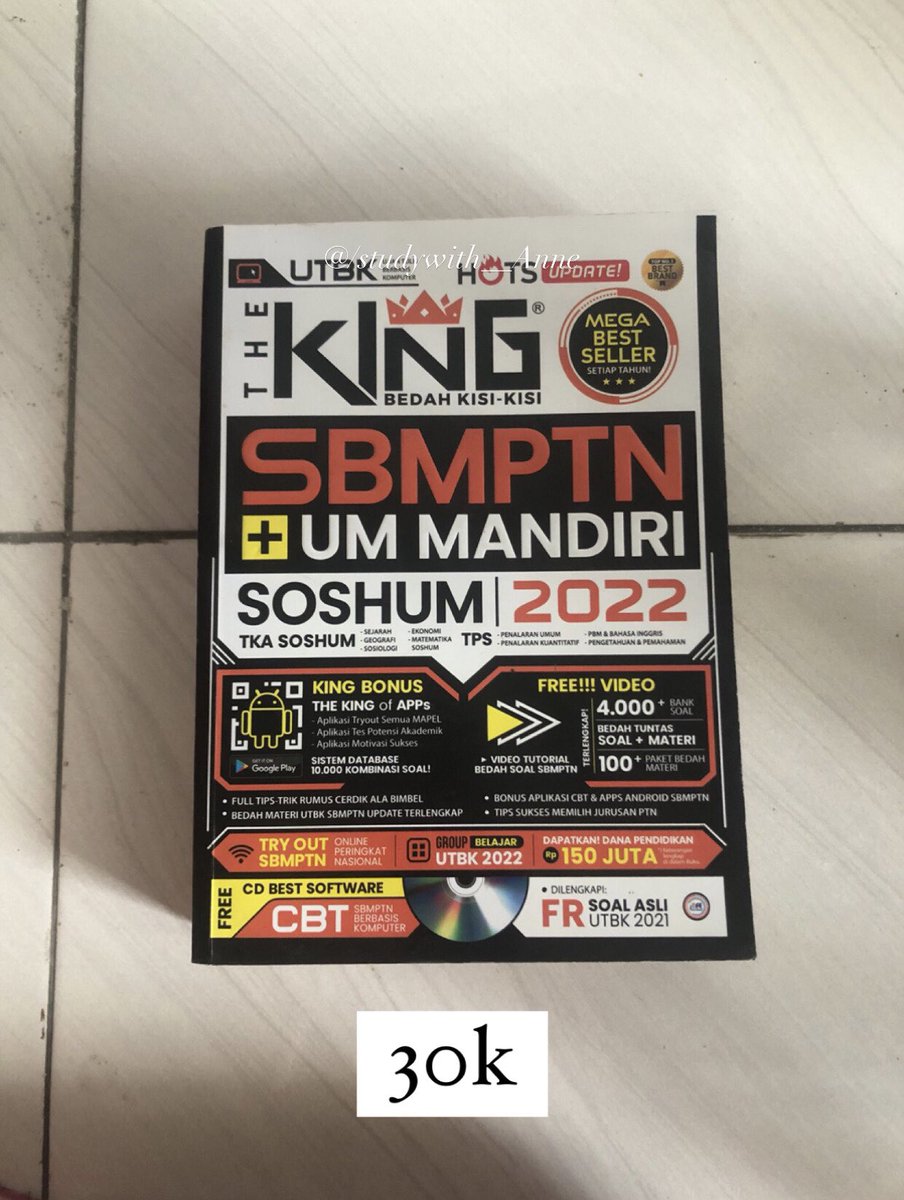 @/studywith_Anne
UTBK BERBASIS KOMPUTER
HOTS UPDATE!
TOP NO. 1 BEST BRAND
THE KING®
BEDAH KISI-KISI
MEGA
BEST
SELLER
SETIAP TAHUN!
SBMPTN
+ UM MANDIRI
SOSHUM | 2022
TKA SOSHUM
- SEJARAH
- GEOGRAFI
- SOSIOLOGI
- EKONOMI
- MATEMATIKA
SOSHUM
TPS
- PENALARAN UMUM
- PENALARAN KUANTITATIF
- PBM & BAHASA INGGRIS
- PENGETAHUAN & PEMAHAMAN
KING BONUS
THE KING of APPs
- Aplikasi Tryout Semua MAPEL
- Aplikasi Tes Potensi Akademik
- Aplikasi Motivasi Sukses
GET IT ON
Google Play
SISTEM DATABASE
10.000 KOMBINASI SOAL!
FREE!!! VIDEO
VIDEO TUTORIAL
BEDAH SOAL SBMPTN
TERLENGKAP!
4.000+ BANK SOAL
BEDAH TUNTAS
SOAL + MATERI
100+ PAKET BEDAH MATERI
• FULL TIPS-TRIK RUMUS CERDIK ALA BIMBEL
• BEDAH MATERI UTBK SBMPTN UPDATE TERLENGKAP
• BONUS APLIKASI CBT & APPS ANDROID SBMPTN
• TIPS SUKSES MEMILIH JURUSAN PTN
TRY OUT
SBMPTN
ONLINE
PERINGKAT
NASIONAL
GROUP BELAJAR
UTBK 2022
DAPATKAN! DANA PENDIDIKAN
Rp 150 JUTA
*) Keterangan
lengkap
di dalam Buku.
FREE
CD BEST SOFTWARE
CBT
SBMPTN
BERBASIS
KOMPUTER
• DILENGKAPI:
FR SOAL ASLI
UTBK 2021
30k